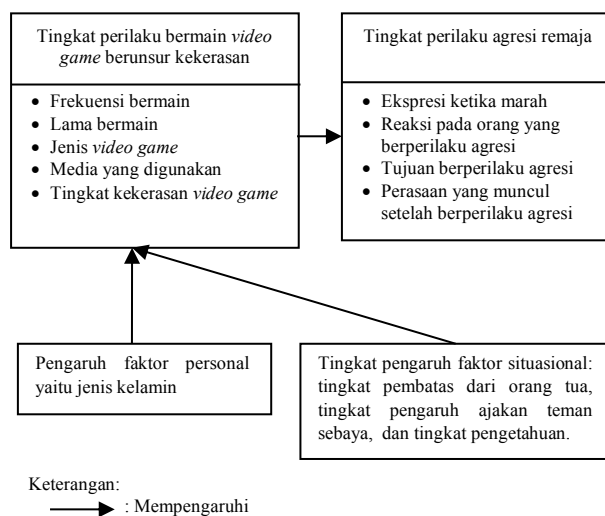 Tingkat perilaku bermain video
game berunsur kekerasan
• Frekuensi bermain
• Lama bermain
• Jenis video game
• Media yang digunakan
• Tingkat kekerasan video game
Tingkat perilaku agresi remaja
• Ekspresi ketika marah
• Reaksi pada orang yang
berperilaku agresi
• Tujuan berperilaku agresi
• Perasaan yang muncul
setelah berperilaku agresi
Pengaruh faktor personal
yaitu jenis kelamin
Tingkat pengaruh faktor situasional:
tingkat pembatas dari orang tua,
tingkat pengaruh ajakan teman
sebaya, dan tingkat pengetahuan.
Keterangan:
: Mempengaruhi